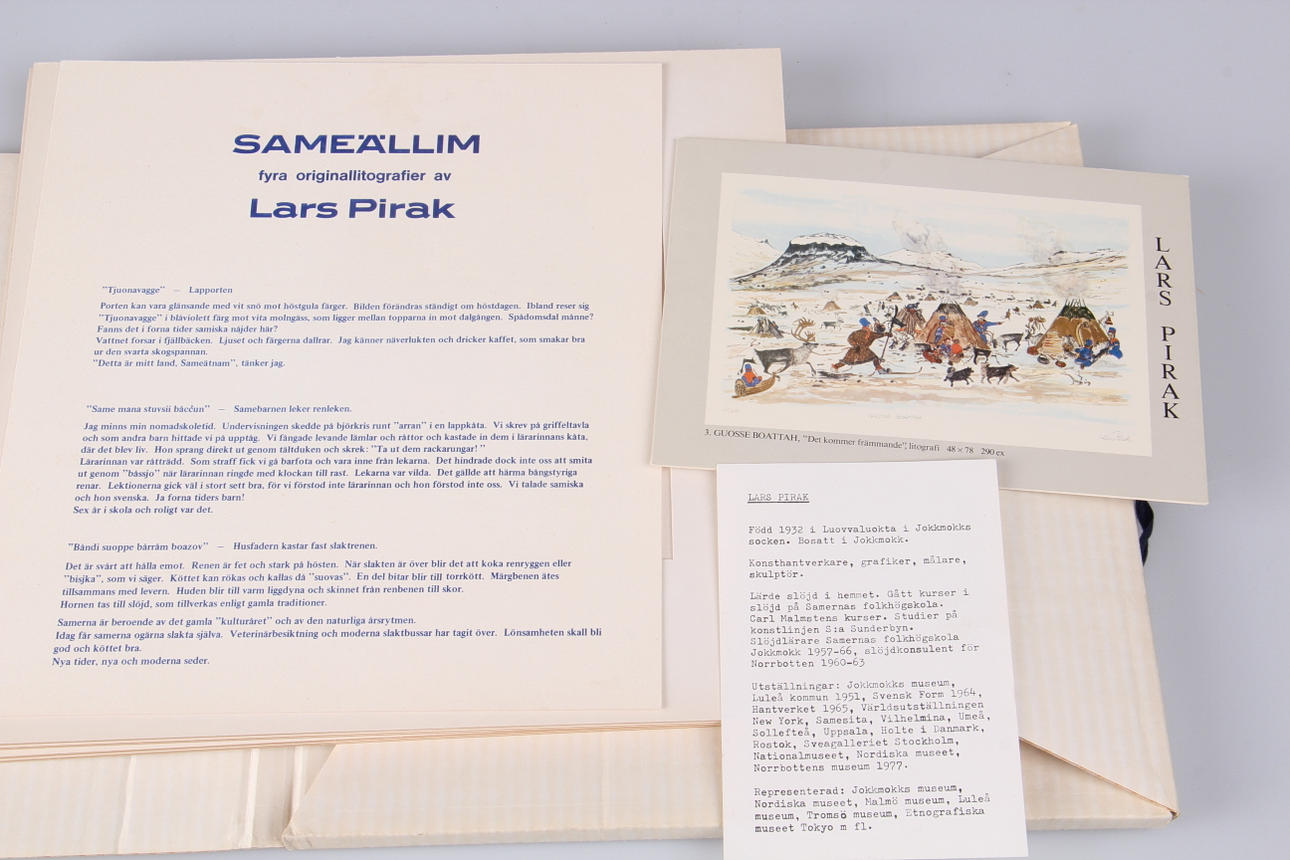 SAMEÄLLIM
fyra originallitografier av
Lars Pirak
"Tjuonavagge" — Lapporten
Porten kan vara glänsande med vit snö mot höstgula färger. Bilden förändras ständigt om höstdagen. Ibland reser sig
"Tjuonavagge" i blåviolett färg mot vita molngäss, som ligger mellan topparna in mot dalgången. Spådomsdal månne?
Fanns det i forna tider samiska nåjder här?
Vattnet forsar i fjällbäcken. Ljuset och färgerna dallrar. Jag känner näverlukten och dricker kaffet, som smakar bra
ur den svarta skogspannan.
"Detta är mitt land, Sameätnam", tänker jag.
"Same mana stuvsii båcčun" — Samebarnen leker renleken.
Jag minns min nomadskoletid. Undervisningen skedde på björkris runt "arran" i en lappkåta. Vi skrev på griffeltavla
och som andra barn hittade vi på upptåg. Vi fångade levande lämlar och råttor och kastade in dem i lärarinnans kåta,
där det blev liv. Hon sprang direkt ut genom tältduken och skrek: "Ta ut dem rackarungar!"
Lärarinnan var råttrådd. Som straff fick vi gå barfota och vara inne från lekarna. Det hindrade dock inte oss att smita
ut genom "båssjo" när lärarinnan ringde med klockan till rast. Lekarna var vilda. Det gällde att härma bångstyriga
renar. Lektionerna gick väl i stort sett bra, för vi förstod inte lärarinnan och hon förstod inte oss. Vi talade samiska
och hon svenska. Ja forna tiders barn!
Sex år i skola och roligt var det.
"Båndi suoppe bårråm boazov" — Husfadern kastar fast slaktrenen.
Det är svårt att hålla emot. Renen är fet och stark på hösten. När slakten är över blir det att koka renryggen eller
"bisjka", som vi säger. Köttet kan rökas och kallas då "suovas". En del bitar blir till torrkött. Märgbenen ätes
tillsammans med levern. Huden blir till varm liggdyna och skinnet från renbenen till skor.
Hornen tas till slöjd, som tillverkas enligt gamla traditioner.
Samerna är beroende av det gamla "kulturåret" och av den naturliga årsrytmen.
Idag får samerna ogärna slakta själva. Veterinärbesiktning och moderna slaktbussar har tagit över. Lönsamheten skall bli
god och köttet bra.
Nya tider, nya och moderna seder.
LARS PIRAK
3. GUOSSE BOATTAH, "Det kommer främmande", litografi 48 × 78 290 ex
LARS PIRAK
Född 1932 i Luovvaluokta i Jokkmokks
socken. Bosatt i Jokkmokk.
Konsthantverkare, grafiker, målare,
skulptör.
Lärde slöjd i hemmet. Gått kurser i
slöjd på Samernas folkhögskola.
Carl Malmstens kurser. Studier på
konstlinjen S:a Sunderbyn.
Slöjdlärare Samernas folkhögskola
Jokkmokk 1957-66, slöjdkonsulent för
Norrbotten 1960-63
Utställningar: Jokkmokks museum,
Luleå kommun 1951, Svensk Form 1964,
Hantverket 1965, Världsutställningen
New York, Samesita, Vilhelmina, Umeå,
Sollefteå, Uppsala, Holte i Danmark,
Rostok, Sveagalleriet Stockholm,
Nationalmuseet, Nordiska museet,
Norrbottens museum 1977.
Representerad: Jokkmokks museum,
Nordiska museet, Malmö museum, Luleå
museum, Tromsö museum, Etnografiska
museet Tokyo m fl.